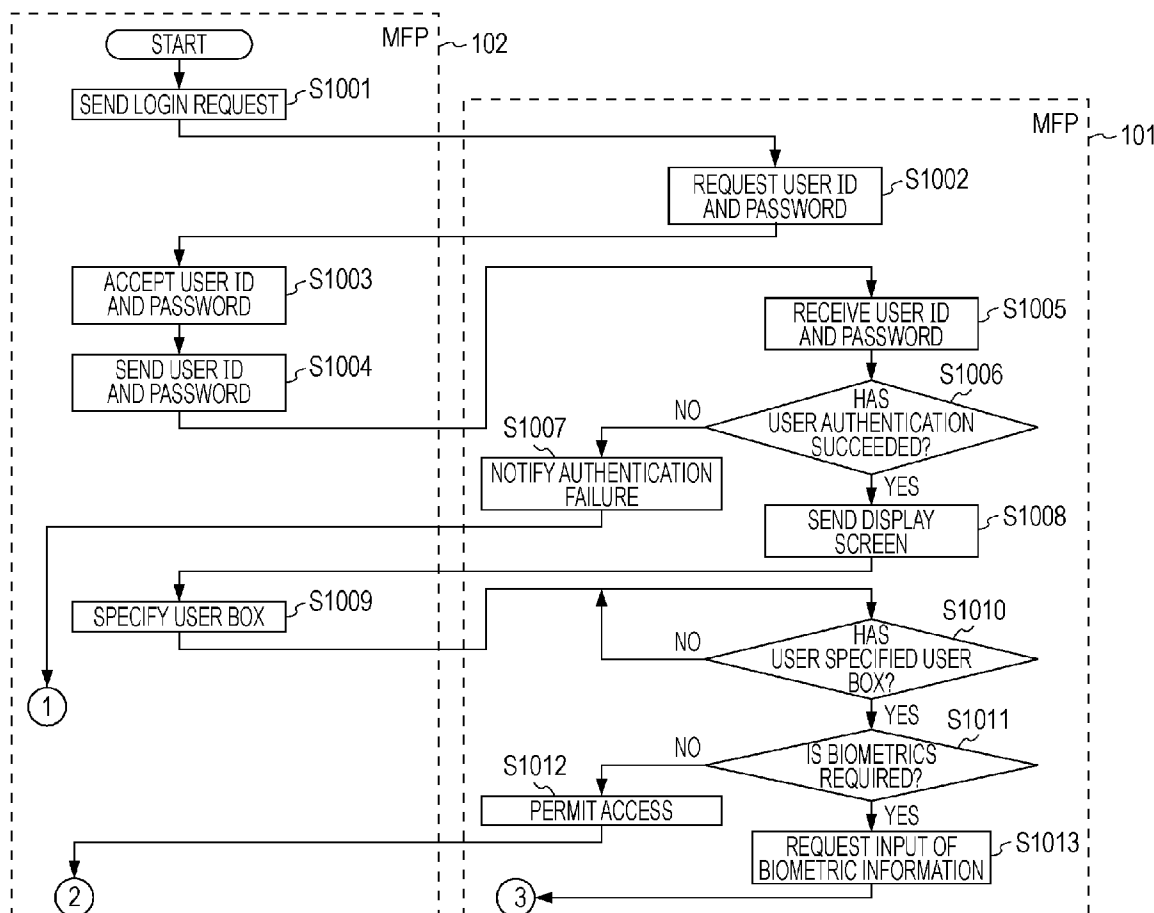 MFP
102
START
SEND LOGIN REQUEST
S1001
MFP
101
REQUEST USER ID
AND PASSWORD
S1002
ACCEPT USER ID
AND PASSWORD
S1003
SEND USER ID
AND PASSWORD
S1004
RECEIVE USER ID
AND PASSWORD
S1005
HAS
USER AUTHENTICATION
SUCCEEDED?
S1006
NO
YES
S1007
NOTIFY AUTHENTICATION
FAILURE
SEND DISPLAY
SCREEN
S1008
SPECIFY USER BOX
S1009
HAS
USER SPECIFIED USER
BOX?
S1010
NO
YES
1
IS BIOMETRICS
REQUIRED?
S1011
NO
YES
S1012
PERMIT ACCESS
REQUEST INPUT OF
BIOMETRIC INFORMATION
S1013
2
3